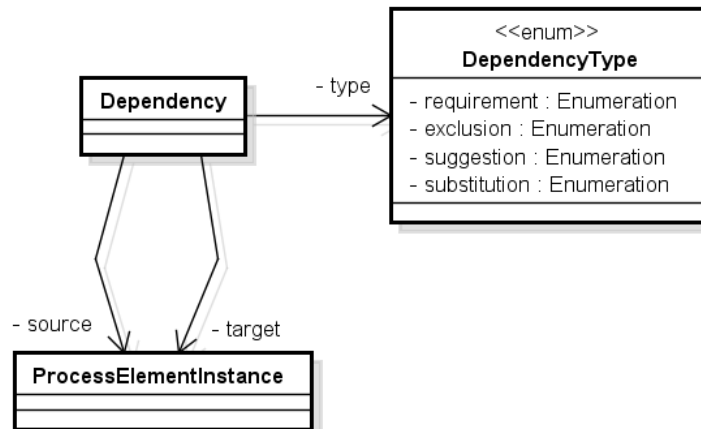 <<enum>>
DependencyType
- requirement : Enumeration
- exclusion : Enumeration
- suggestion : Enumeration
- substitution : Enumeration
Dependency
- type
- source
- target
ProcessElementInstance